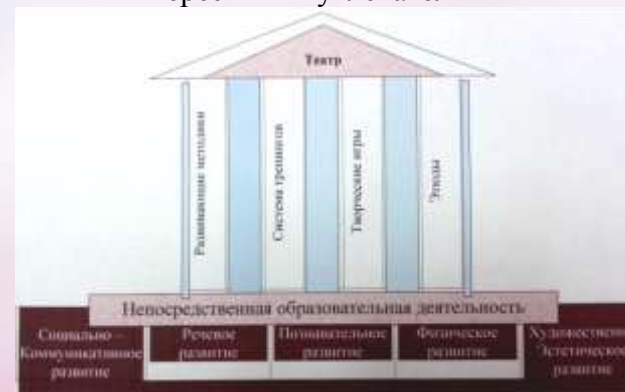 Театр
Развивающие методики
Система тренингов
Творческие игры
Этюды
Непосредственная образовательная деятельность
Социально –
Коммуникативное
развитие
Речевое
развитие
Познавательное
развитие
Физическое
развитие
Художественно
Эстетическое
развитие